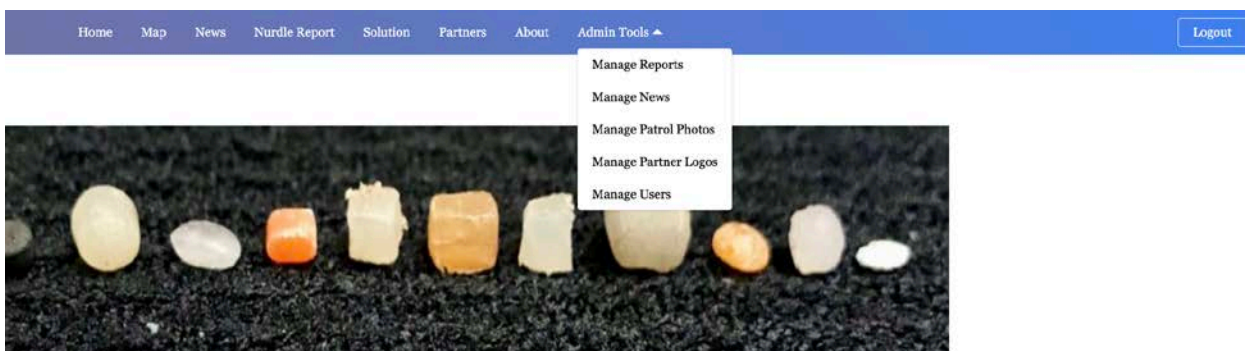 Home Map News Nurdle Report Solution Partners About Admin Tools Logout
Manage Reports
Manage News
Manage Patrol Photos
Manage Partner Logos
Manage Users